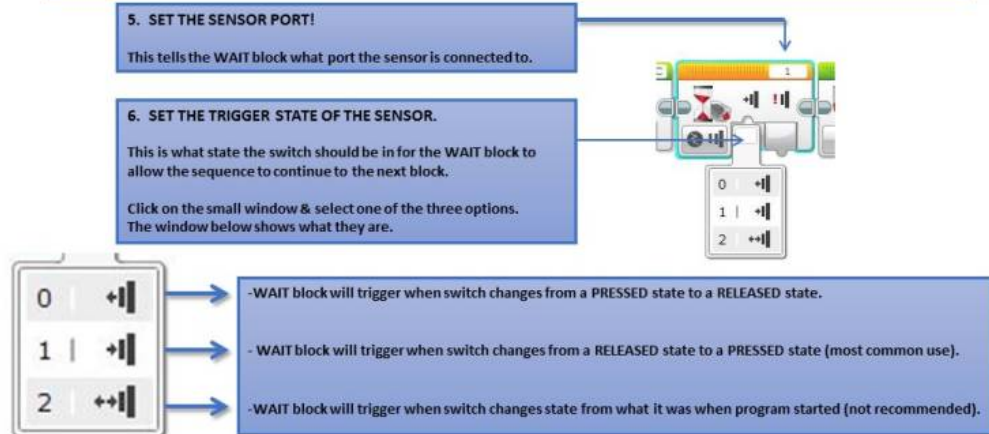 5. SET THE SENSOR PORT!
This tells the WAIT block what port the sensor is connected to.
1
6. SET THE TRIGGER STATE OF THE SENSOR.
This is what state the switch should be in for the WAIT block to
allow the sequence to continue to the next block.
Click on the small window & select one of the three options.
The window below shows what they are.
0
1
2
0
-WAIT block will trigger when switch changes from a PRESSED state to a RELEASED state.
1
- WAIT block will trigger when switch changes from a RELEASED state to a PRESSED state (most common use).
2
-WAIT block will trigger when switch changes state from what it was when program started (not recommended).